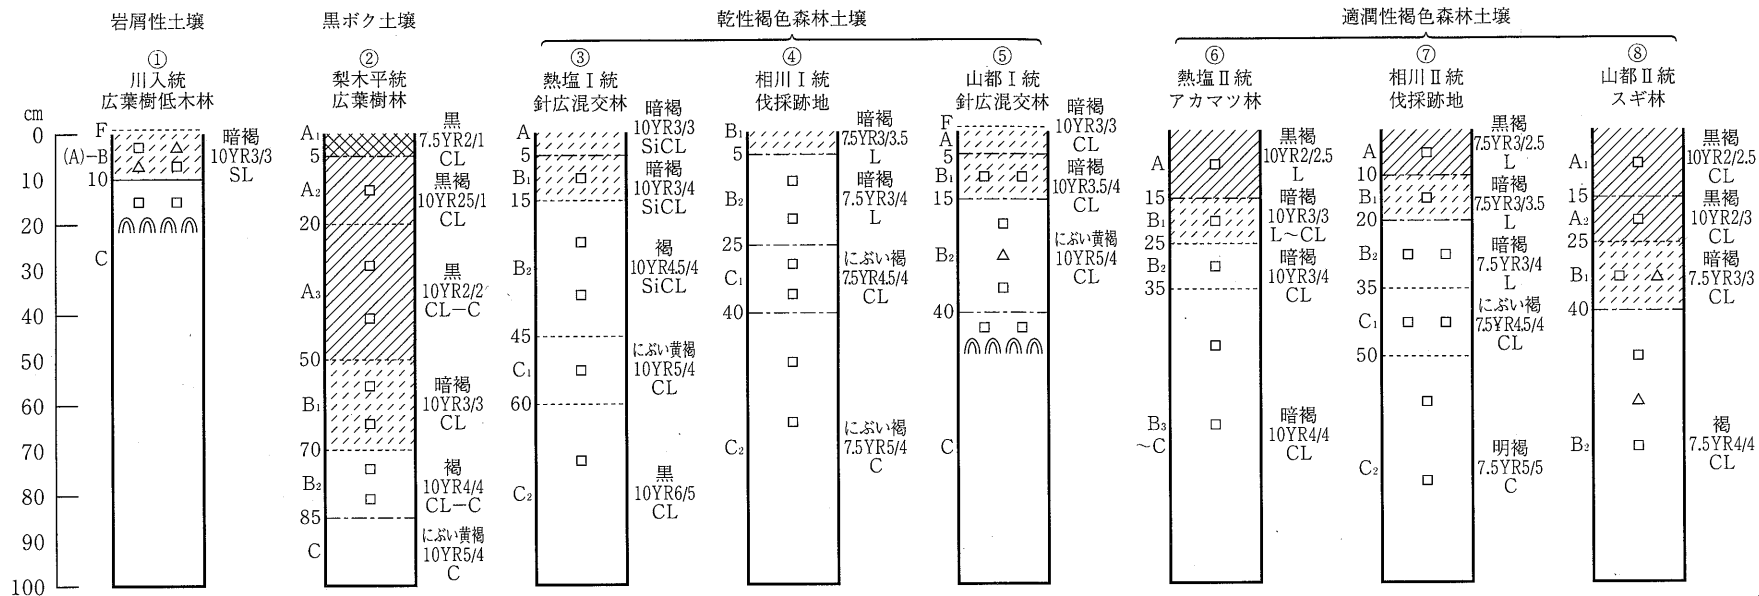 岩屑性土壌
①
川入統
広葉樹低木林
cm
0
10
20
30
40
50
60
70
80
90
100
F
(A)-B
10
C
暗褐
10YR3/3
SL
黒ボク土壌
②
梨木平統
広葉樹林
A₁
5
A₂
20
A₃
50
B₁
70
B₂
85
C
黒
7.5YR2/1
CL
黒褐
10YR25/1
CL
黒
10YR2/2
CL-C
暗褐
10YR3/3
CL
褐
10YR4/4
CL-C
にぶい黄褐
10YR5/4
C
乾性褐色森林土壌
③
熱塩Ⅰ統
針広混交林
A
5
B₁
15
B₂
45
C₁
60
C₂
暗褐
10YR3/3
SiCL
暗褐
10YR3/4
SiCL
褐
10YR4.5/4
SiCL
にぶい黄褐
10YR5/4
CL
黒
10YR6/5
CL
④
相川Ⅰ統
伐採跡地
B₁
5
B₂
25
C₁
40
C₂
暗褐
75YR3/3.5
L
暗褐
7.5YR3/4
L
にぶい褐
75YR4.5/4
CL
にぶい褐
7.5YR5/4
C
⑤
山都Ⅰ統
針広混交林
F
A
5
B₁
15
B₂
40
C
暗褐
10YR3/3
CL
暗褐
10YR3.5/4
CL
にぶい黄褐
10YR5/4
CL
適潤性褐色森林土壌
⑥
熱塩Ⅱ統
アカマツ林
A
15
B₁
25
B₂
35
B₃
~C
黒褐
10YR2/2.5
L
暗褐
10YR3/3
L~CL
暗褐
10YR3/4
CL
暗褐
10YR4/4
CL
⑦
相川Ⅱ統
伐採跡地
A
10
B₁
20
B₂
35
C₁
50
C₂
黒褐
75YR3/2.5
L
暗褐
75YR3/3.5
L
暗褐
7.5YR3/4
L
にぶい褐
7.5YR4.5/4
CL
明褐
7.5YR5/5
C
⑧
山都Ⅱ統
スギ林
A₁
15
A₂
25
B₁
40
B₂
黒褐
10YR2/2.5
CL
黒褐
10YR2/3
CL
暗褐
7.5YR3/3
CL
褐
7.5YR4/4
CL